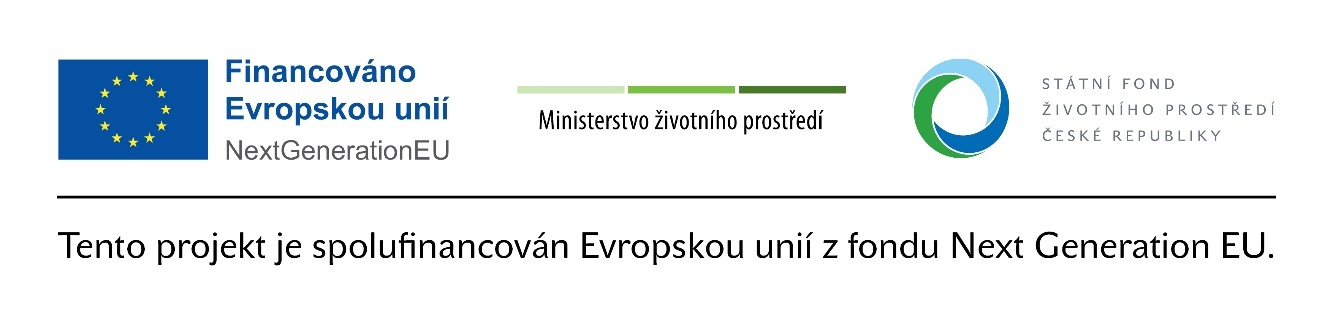 Financováno
Evropskou unií
NextGenerationEU
Ministerstvo životního prostředí
STÁTNÍ FOND
ŽIVOTNÍHO PROSTŘEDÍ
ČESKÉ REPUBLIKY
Tento projekt je spolufinancován Evropskou unií z fondu Next Generation EU.